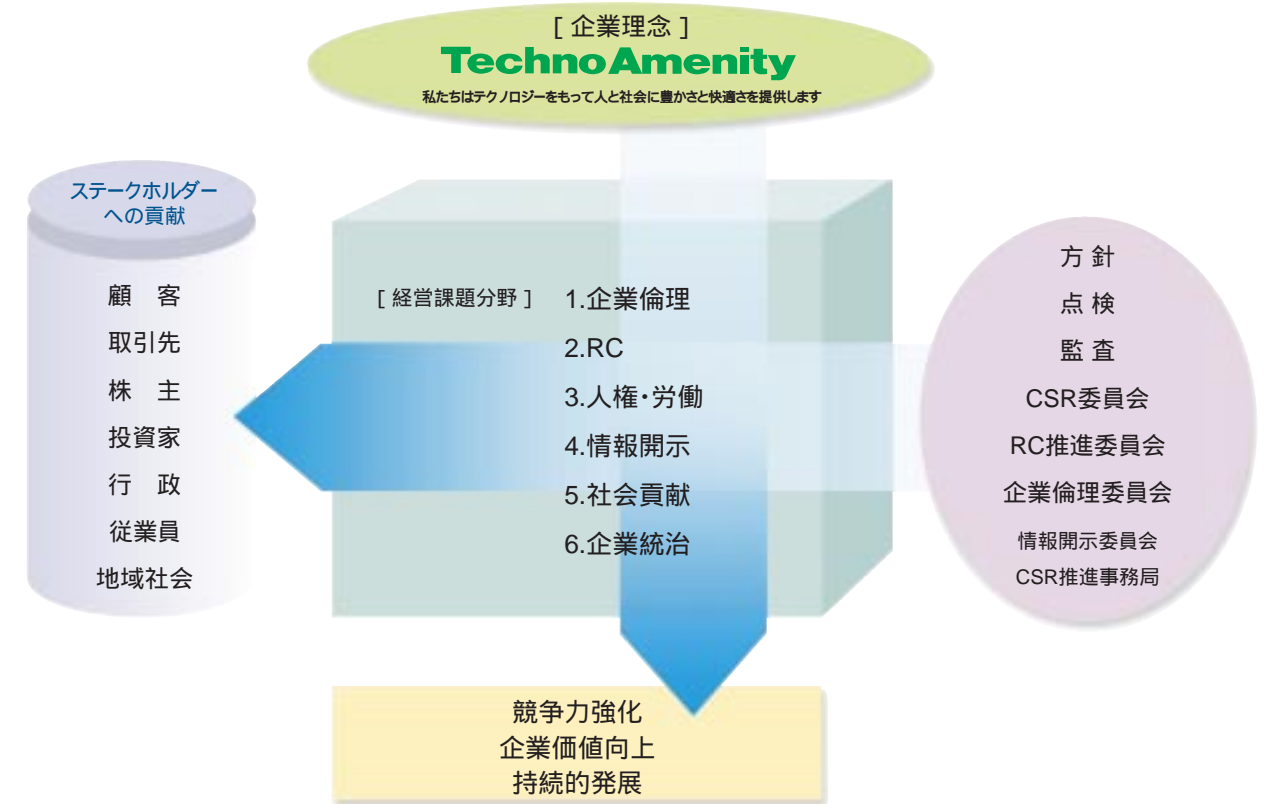 [ 企業理念 ]
TechnoAmenity
私たちはテクノロジーをもって人と社会に豊かさと快適さを提供します
ステークホルダー
への貢献
顧　客
取引先
株　主
投資家
行　政
従業員
地域社会
[ 経営課題分野 ]
1.企業倫理
2.RC
3.人権・労働
4.情報開示
5.社会貢献
6.企業統治
方 針
点 検
監 査
CSR委員会
RC推進委員会
企業倫理委員会
情報開示委員会
CSR推進事務局
競争力強化
企業価値向上
持続的発展